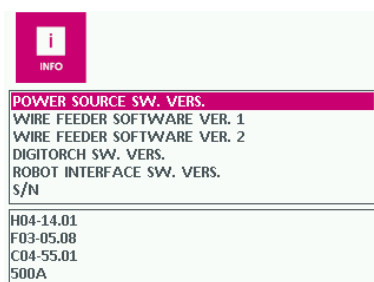 i
INFO
POWER SOURCE SW. VERS.
WIRE FEEDER SOFTWARE VER. 1
WIRE FEEDER SOFTWARE VER. 2
DIGITORCH SW. VERS.
ROBOT INTERFACE SW. VERS.
S/N
H04-14.01
F03-05.08
C04-55.01
500A